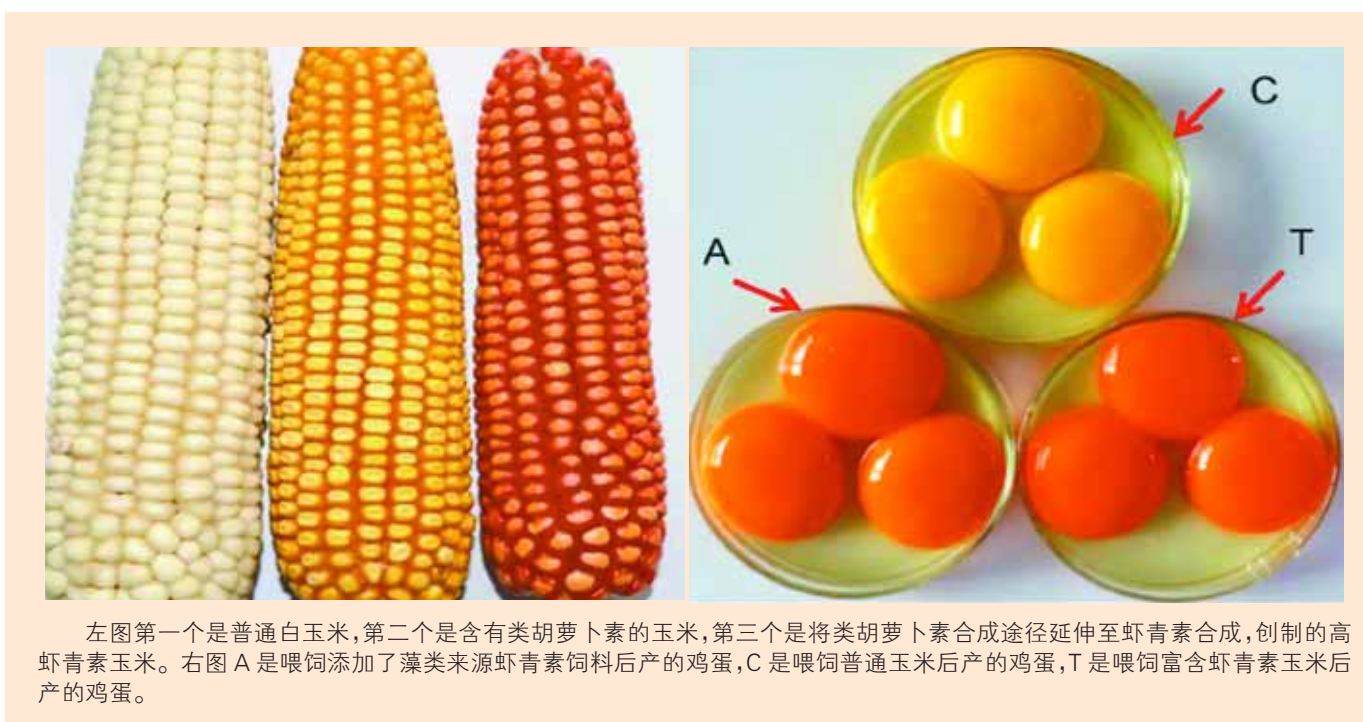 C
A
T
左图第一个是普通白玉米,第二个是含有类胡萝卜素的玉米,第三个是将类胡萝卜素合成途径延伸至虾青素合成,创制的高
虾青素玉米。右图 A 是喂饲添加了藻类来源虾青素饲料后产的鸡蛋,C 是喂饲普通玉米后产的鸡蛋,T 是喂饲富含虾青素玉米后
产的鸡蛋。